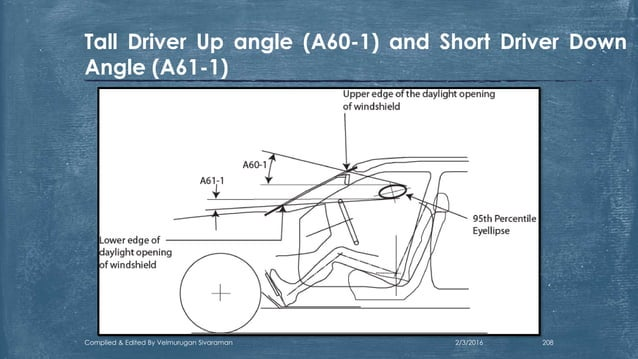 Tall Driver Up angle (A60-1) and Short Driver Down
Angle (A61-1)
Upper edge of the daylight opening
of windshield
A60-1
A61-1
95th Percentile
Eyellipse
Lower edge of
daylight opening
of windshield
Complied & Edited By Velmurugan Sivaraman
2/3/2016
208